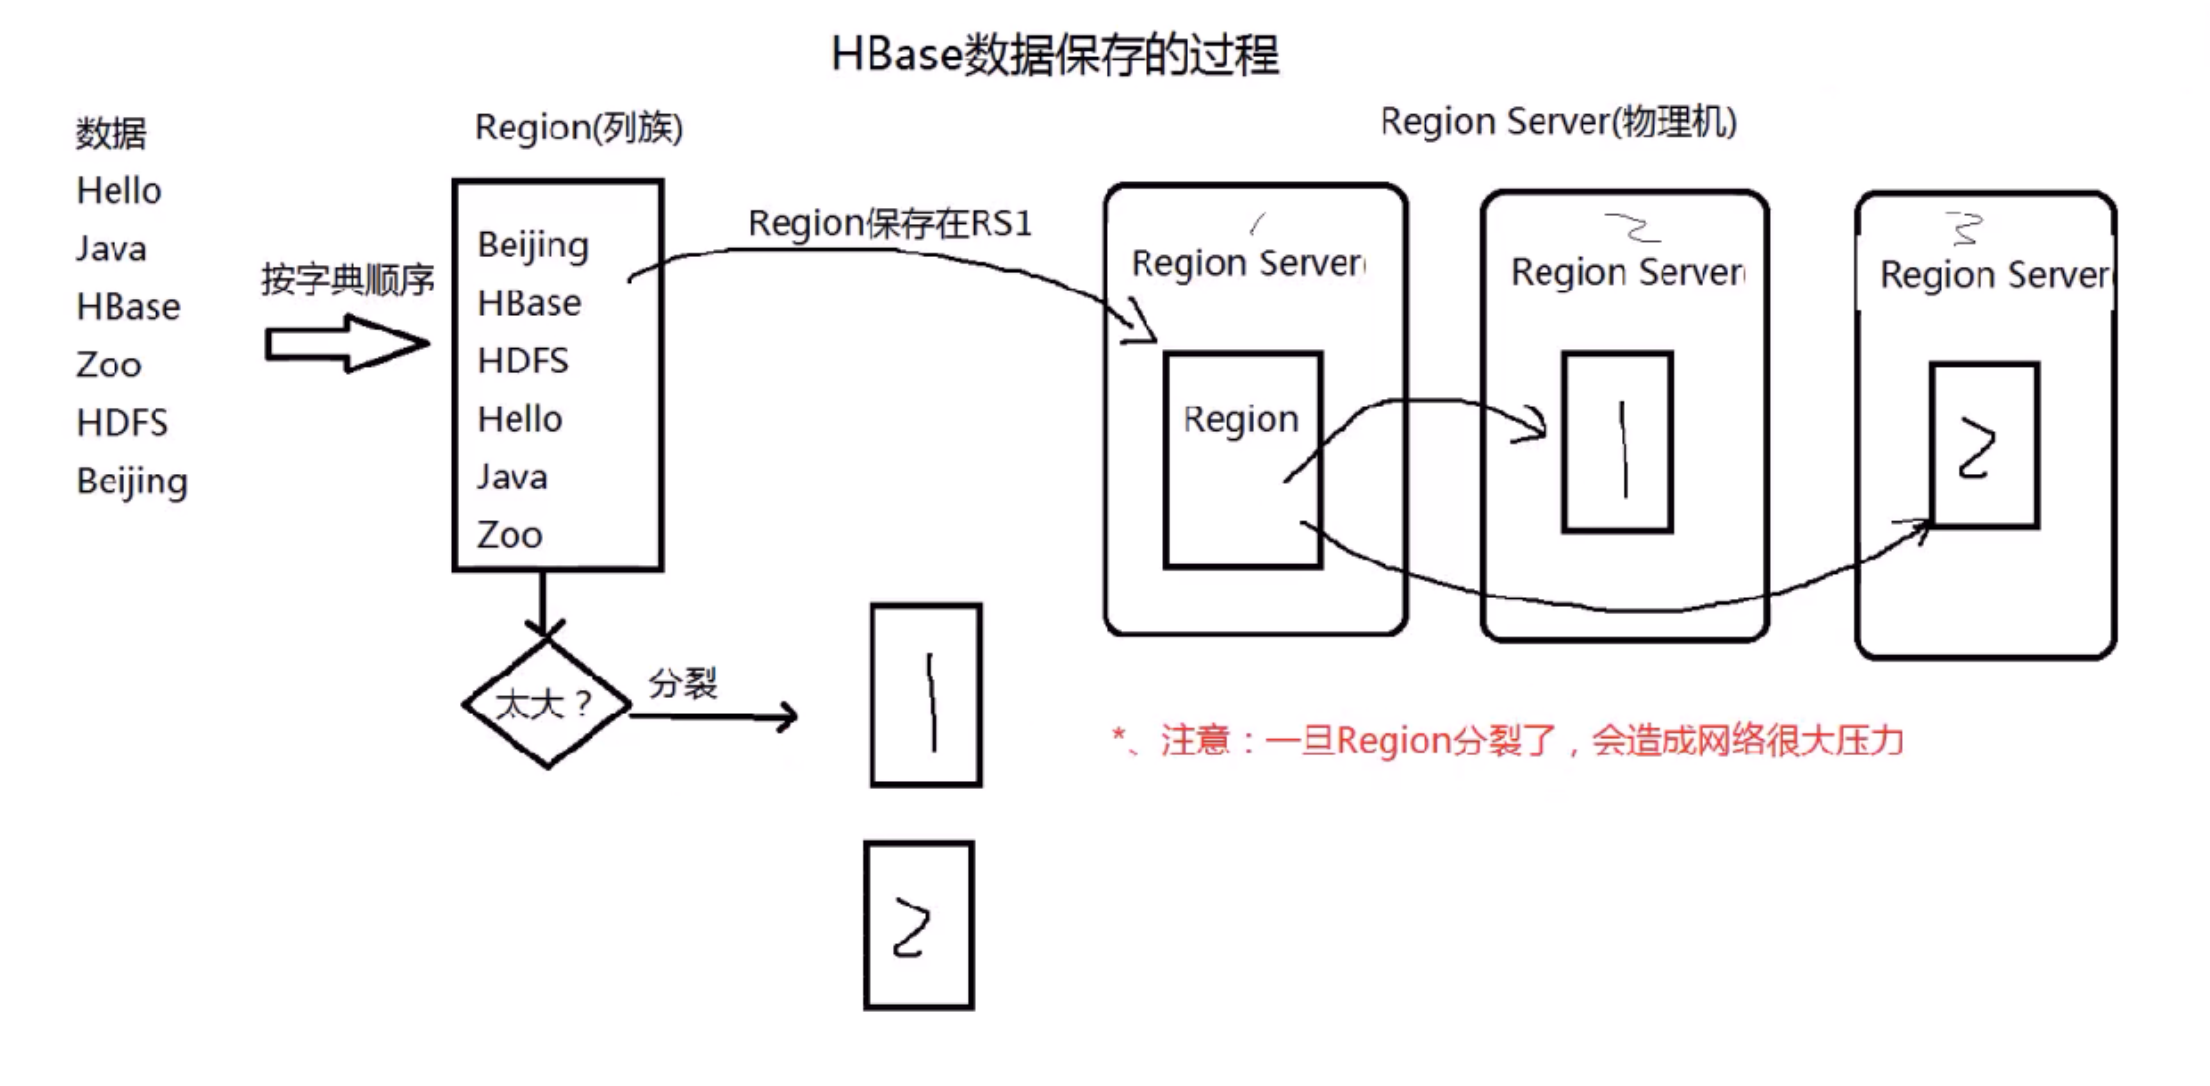 HBase数据保存的过程
数据
Hello
Java
HBase
Zoo
HDFS
Beijing
按字典顺序
Region(列族)
Beijing
HBase
HDFS
Hello
Java
Zoo
太大？
分裂
1
2
Region保存在RS1
Region Server(物理机)
1
Region Server(
Region
2
Region Server(
1
3
Region Server(
2
*、注意：一旦Region分裂了，会造成网络很大压力